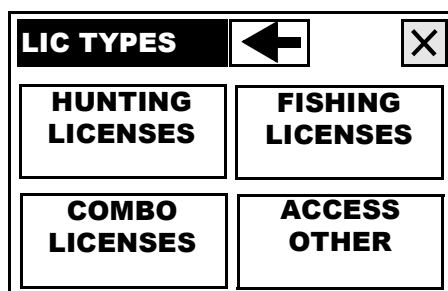 LIC TYPES
HUNTING
LICENSES
FISHING
LICENSES
COMBO
LICENSES
ACCESS
OTHER